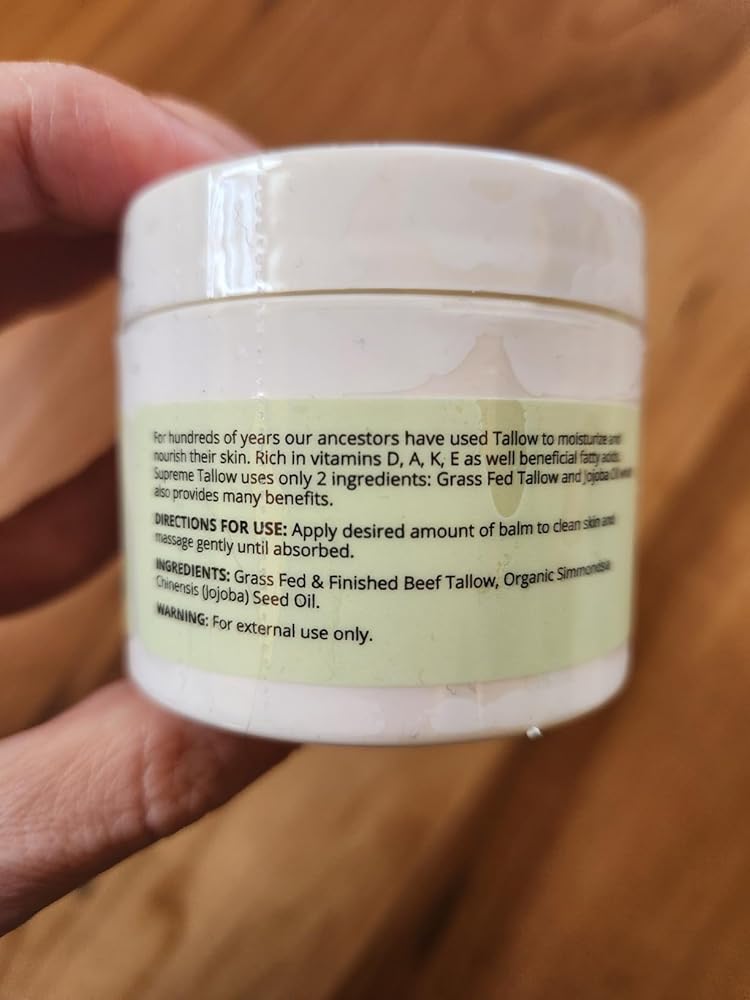 For hundreds of years our ancestors have used Tallow to moisturize and
nourish their skin. Rich in vitamins D, A, K, E as well beneficial fatty acids.
Supreme Tallow uses only 2 ingredients: Grass Fed Tallow and Jojoba Oil
also provides many benefits.
DIRECTIONS FOR USE: Apply desired amount of balm to clean skin and
massage gently until absorbed.
INGREDIENTS: Grass Fed & Finished Beef Tallow, Organic Simmondsia
Chinensis (Jojoba) Seed Oil.
WARNING: For external use only.